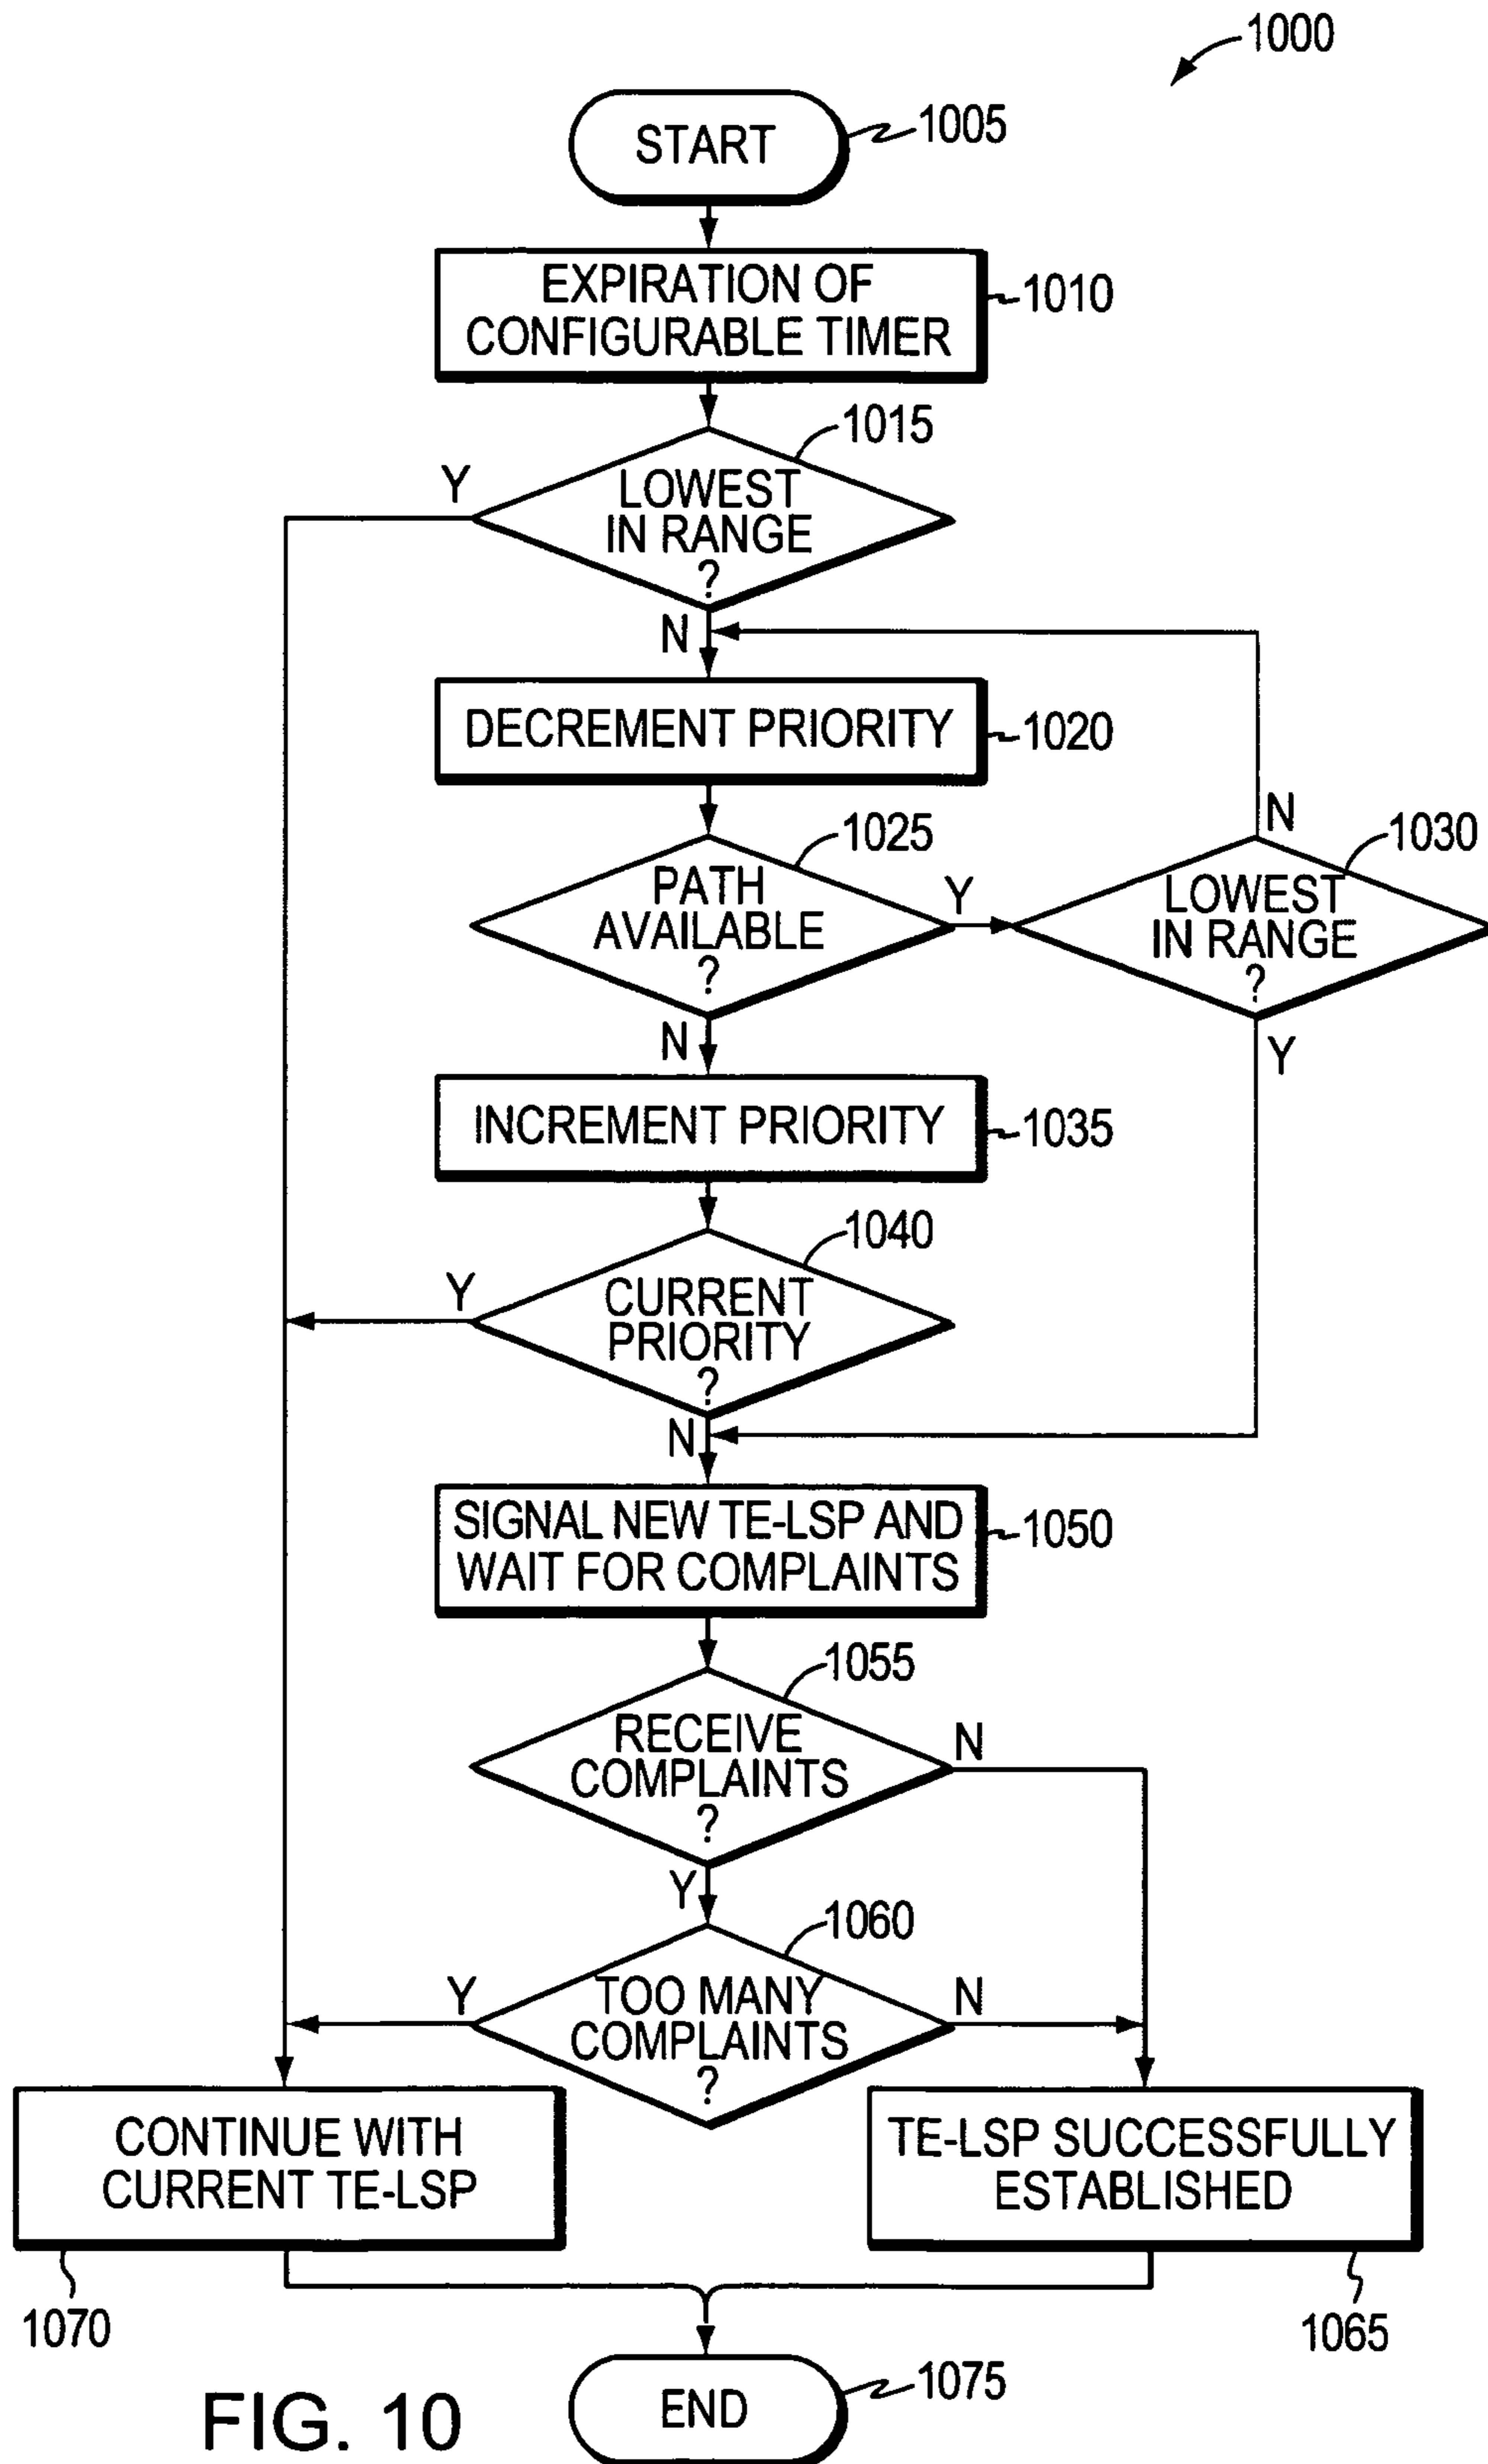 1000
START
1005
EXPIRATION OF
CONFIGURABLE TIMER
1010
1015
Y
LOWEST
IN RANGE
?
N
DECREMENT PRIORITY
1020
1025
PATH
AVAILABLE
?
Y
N
1030
LOWEST
IN RANGE
?
N
Y
INCREMENT PRIORITY
1035
1040
Y
CURRENT
PRIORITY
?
N
SIGNAL NEW TE-LSP AND
WAIT FOR COMPLAINTS
1050
1055
RECEIVE
COMPLAINTS
?
N
Y
1060
Y
TOO MANY
COMPLAINTS
?
N
CONTINUE WITH
CURRENT TE-LSP
1070
TE-LSP SUCCESSFULLY
ESTABLISHED
1065
END
1075
FIG. 10